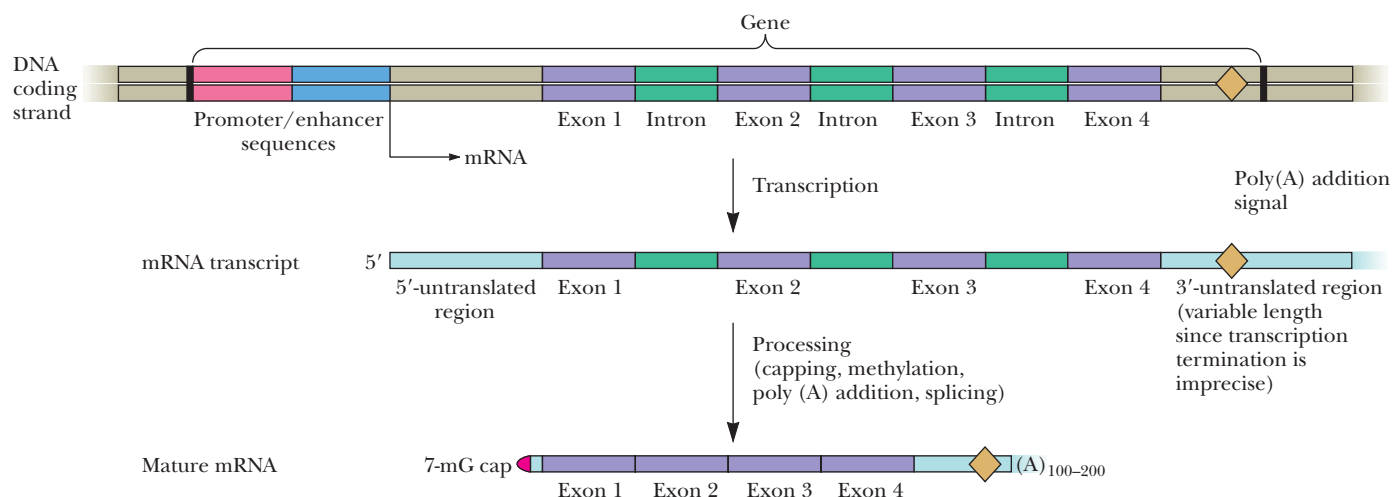 Gene
DNA
coding
strand
Exon 1 Intron Exon 2 Intron Exon 3 Intron Exon 4
Promoter/enhancer
sequences
mRNA
Transcription
Poly(A) addition
signal
mRNA transcript 5′
5′-untranslated
region
Exon 1 Exon 2 Exon 3 Exon 4
3′-untranslated region
(variable length
since transcription
termination is
imprecise)
Processing
(capping, methylation,
poly (A) addition, splicing)
Mature mRNA 7-mG cap (A)100–200
Exon 1 Exon 2 Exon 3 Exon 4